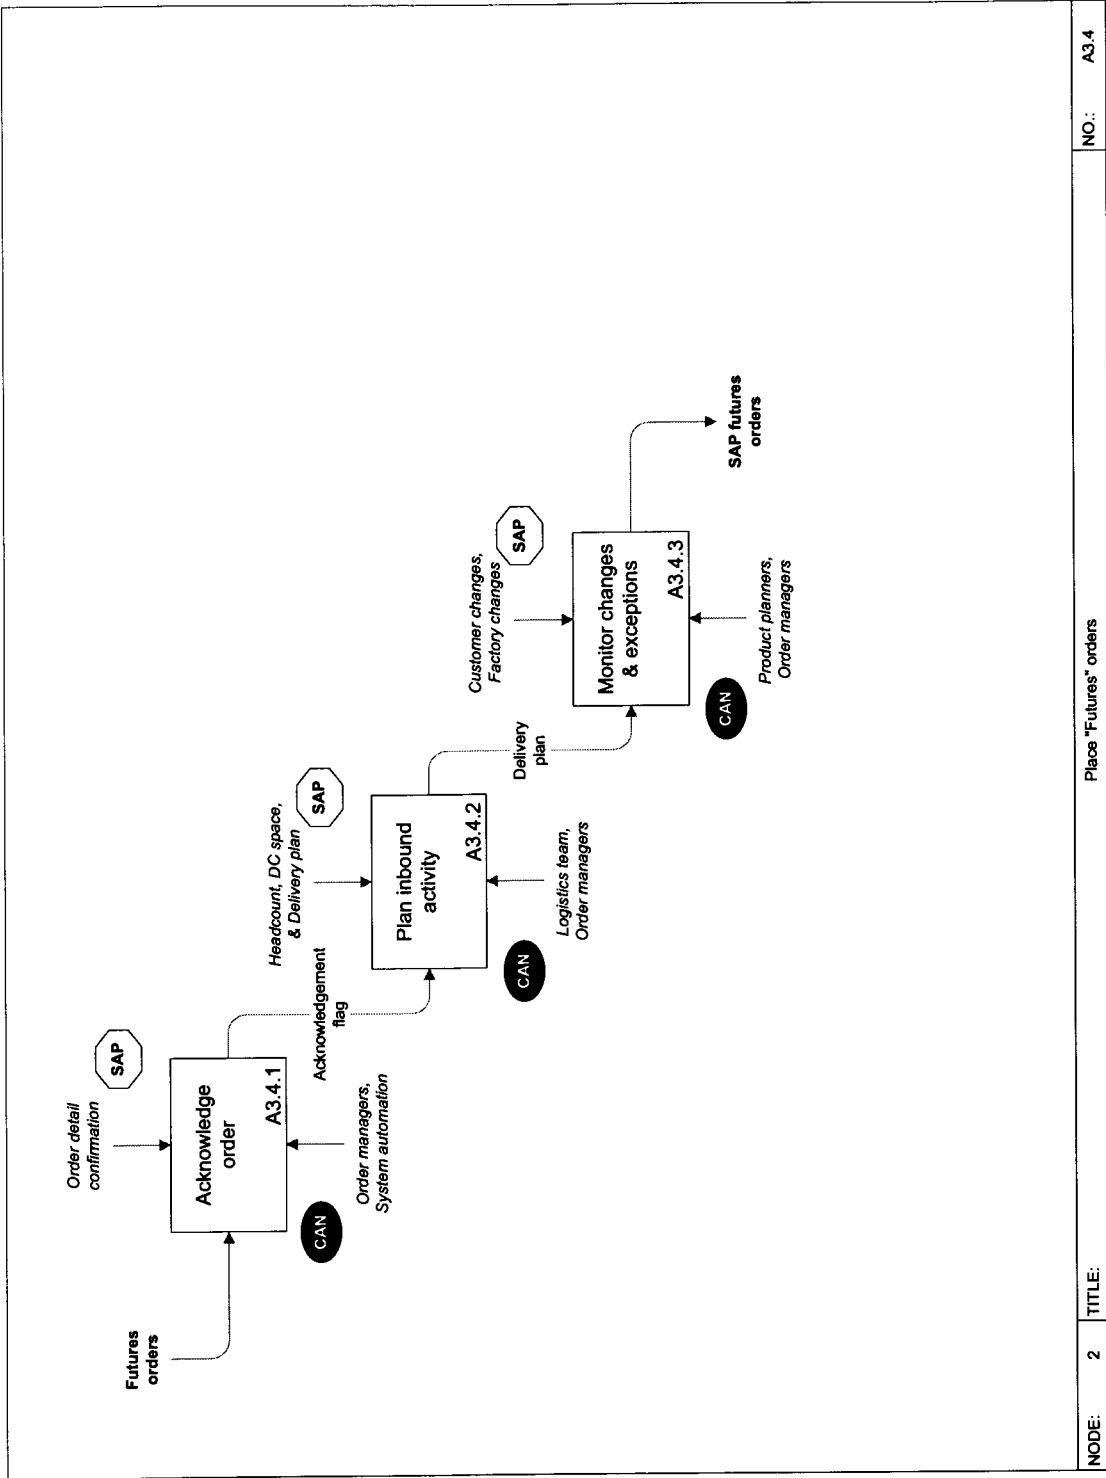 Futures
orders
Order detail
confirmation
SAP
Acknowledge
order
A3.4.1
CAN
Order managers,
System automation
Acknowledgement
flag
Headcount, DC space,
& Delivery plan
SAP
Plan inbound
activity
A3.4.2
CAN
Logistics team,
Order managers
Delivery
plan
Customer changes,
Factory changes
SAP
Monitor changes
& exceptions
A3.4.3
CAN
Product planners,
Order managers
SAP futures
orders
NODE: 2 TITLE: Place "Futures" orders NO.: A3.4